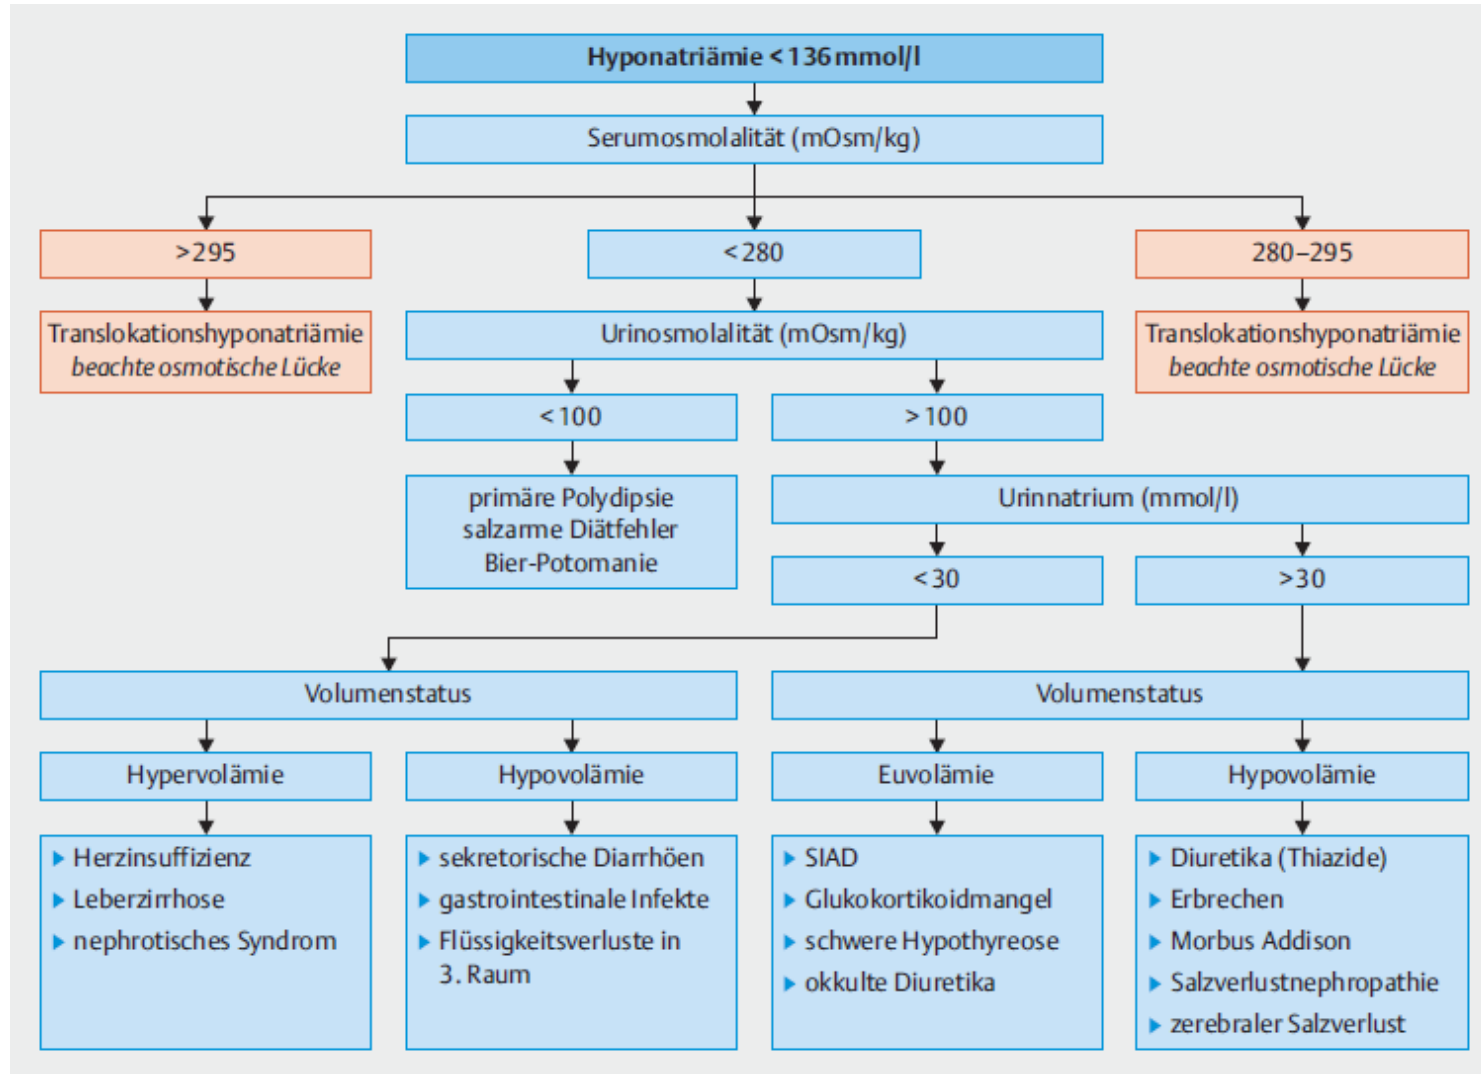 Hyponatriämie < 136 mmol/l
Serumosmolalität (mOsm/kg)
>295
<280
280–295
Translokationshyponatriämie
beachte osmotische Lücke
Urinosmolalität (mOsm/kg)
Translokationshyponatriämie
beachte osmotische Lücke
<100
>100
primäre Polydipsie
salzarme Diätfehler
Bier-Potomanie
Urinnatrium (mmol/l)
<30
>30
Volumenstatus
Volumenstatus
Hypervolämie
Hypovolämie
Euvolämie
Hypovolämie
Herzinsuffizienz
Leberzirrhose
nephrotisches Syndrom
sekretorische Diarrhöen
gastrointestinale Infekte
Flüssigkeitsverluste in
3. Raum
SIAD
Glukokortikoidmangel
schwere Hypothyreose
okkulte Diuretika
Diuretika (Thiazide)
Erbrechen
Morbus Addison
Salzverlustnephropathie
zerebraler Salzverlust